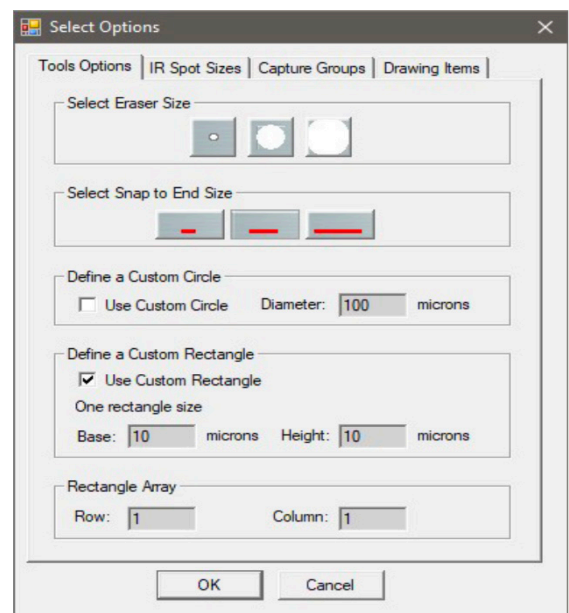 Select Options
Tools Options IR Spot Sizes Capture Groups Drawing Items
Select Eraser Size
Select Snap to End Size
Define a Custom Circle
Use Custom Circle Diameter: 100 microns
Define a Custom Rectangle
Use Custom Rectangle
One rectangle size
Base: 10 microns Height: 10 microns
Rectangle Array
Row: 1 Column: 1
OK Cancel